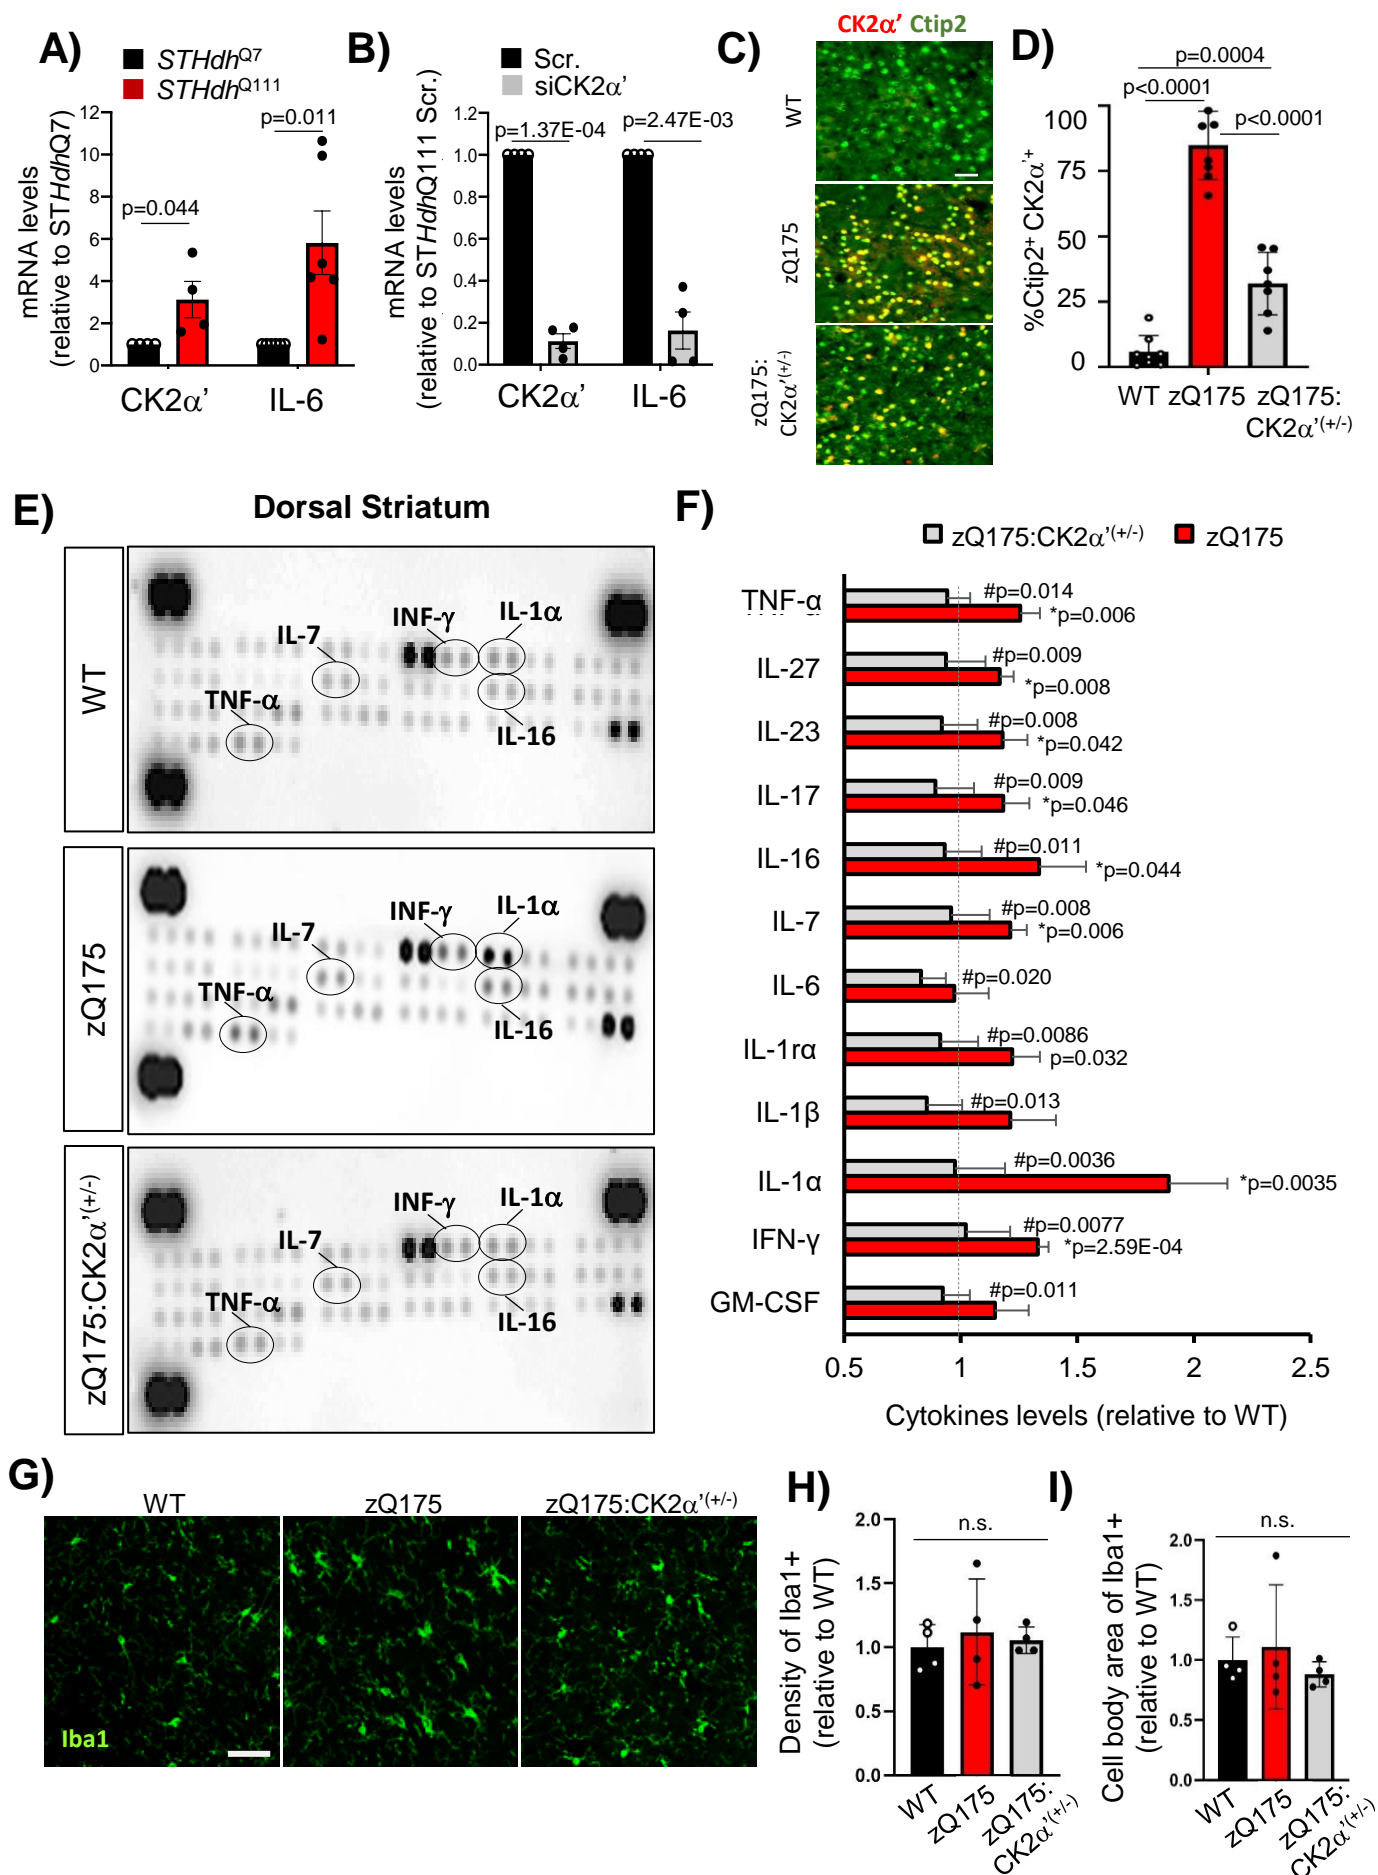 A)
STHdhQ7
STHdhQ111
mRNA levels
(relative to STHdhQ7)
12
10
8
6
4
2
0
p=0.044
p=0.011
CK2α’
IL-6
B)
Scr.
siCK2α’
mRNA levels
(relative to STHdhQ111 Scr.)
1.2
1.0
0.8
0.6
0.4
0.2
0.0
p=1.37E-04
p=2.47E-03
CK2α’
IL-6
C)
CK2α’ Ctip2
WT
zQ175
zQ175:
CK2α’(+/-)
D)
p=0.0004
p<0.0001
p<0.0001
%Ctip2+ CK2α’+
100
75
50
25
0
WT
zQ175
zQ175:
CK2α’(+/-)
E)
Dorsal Striatum
WT
INF-γ
IL-1α
IL-7
TNF-α
IL-16
zQ175
INF-γ
IL-1α
IL-7
TNF-α
IL-16
zQ175:CK2α’(+/-)
INF-γ
IL-1α
IL-7
TNF-α
IL-16
F)
zQ175:CK2α’(+/-)
zQ175
TNF-α
#p=0.014
*p=0.006
IL-27
#p=0.009
*p=0.008
IL-23
#p=0.008
*p=0.042
IL-17
#p=0.009
*p=0.046
IL-16
#p=0.011
*p=0.044
IL-7
#p=0.008
*p=0.006
IL-6
#p=0.020
IL-1rα
#p=0.0086
p=0.032
IL-1β
#p=0.013
IL-1α
#p=0.0036
*p=0.0035
IFN-γ
#p=0.0077
*p=2.59E-04
GM-CSF
#p=0.011
0.5
1
1.5
2
2.5
Cytokines levels (relative to WT)
G)
WT
zQ175
zQ175:CK2α’(+/-)
Iba1
H)
Density of Iba1+
(relative to WT)
2.0
1.5
1.0
0.5
0.0
n.s.
WT
zQ175
zQ175:
CK2α’(+/-)
I)
Cell body area of Iba1+
(relative to WT)
2.0
1.5
1.0
0.5
0.0
n.s.
WT
zQ175
zQ175:
CK2α’(+/-)